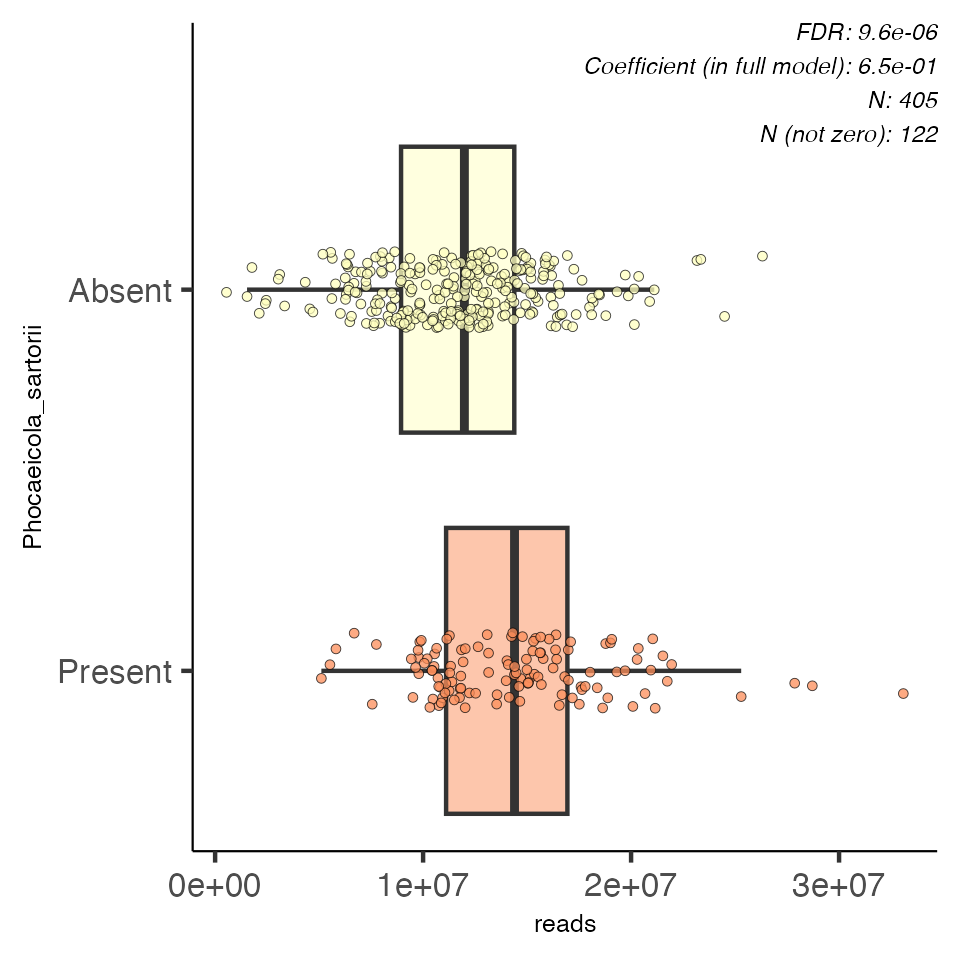 FDR: 9.6e-06
Coefficient (in full model): 6.5e-01
N: 405
N (not zero): 122
Phocaeicola_sartorii
Absent
Present
0e+00 1e+07 2e+07 3e+07
reads